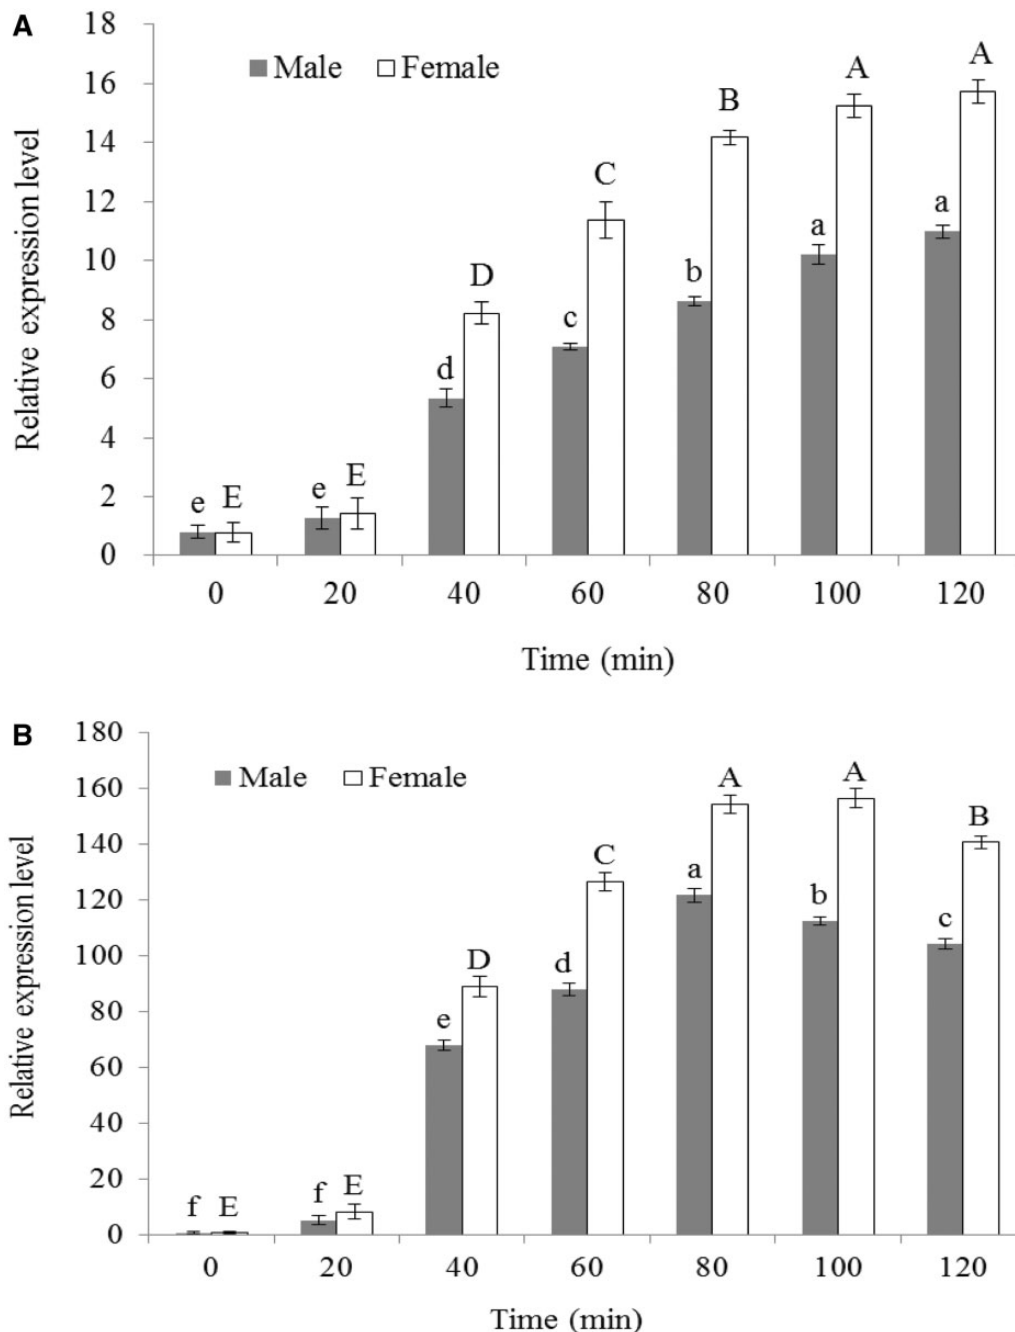 A
18
16
14
12
10
8
6
4
2
0
Relative expression level
Male Female
e E e E d D c C b B a A a A
0 20 40 60 80 100 120
Time (min)
B
180
160
140
120
100
80
60
40
20
0
Relative expression level
Male Female
f E f E e D d C a A b A c B
0 20 40 60 80 100 120
Time (min)